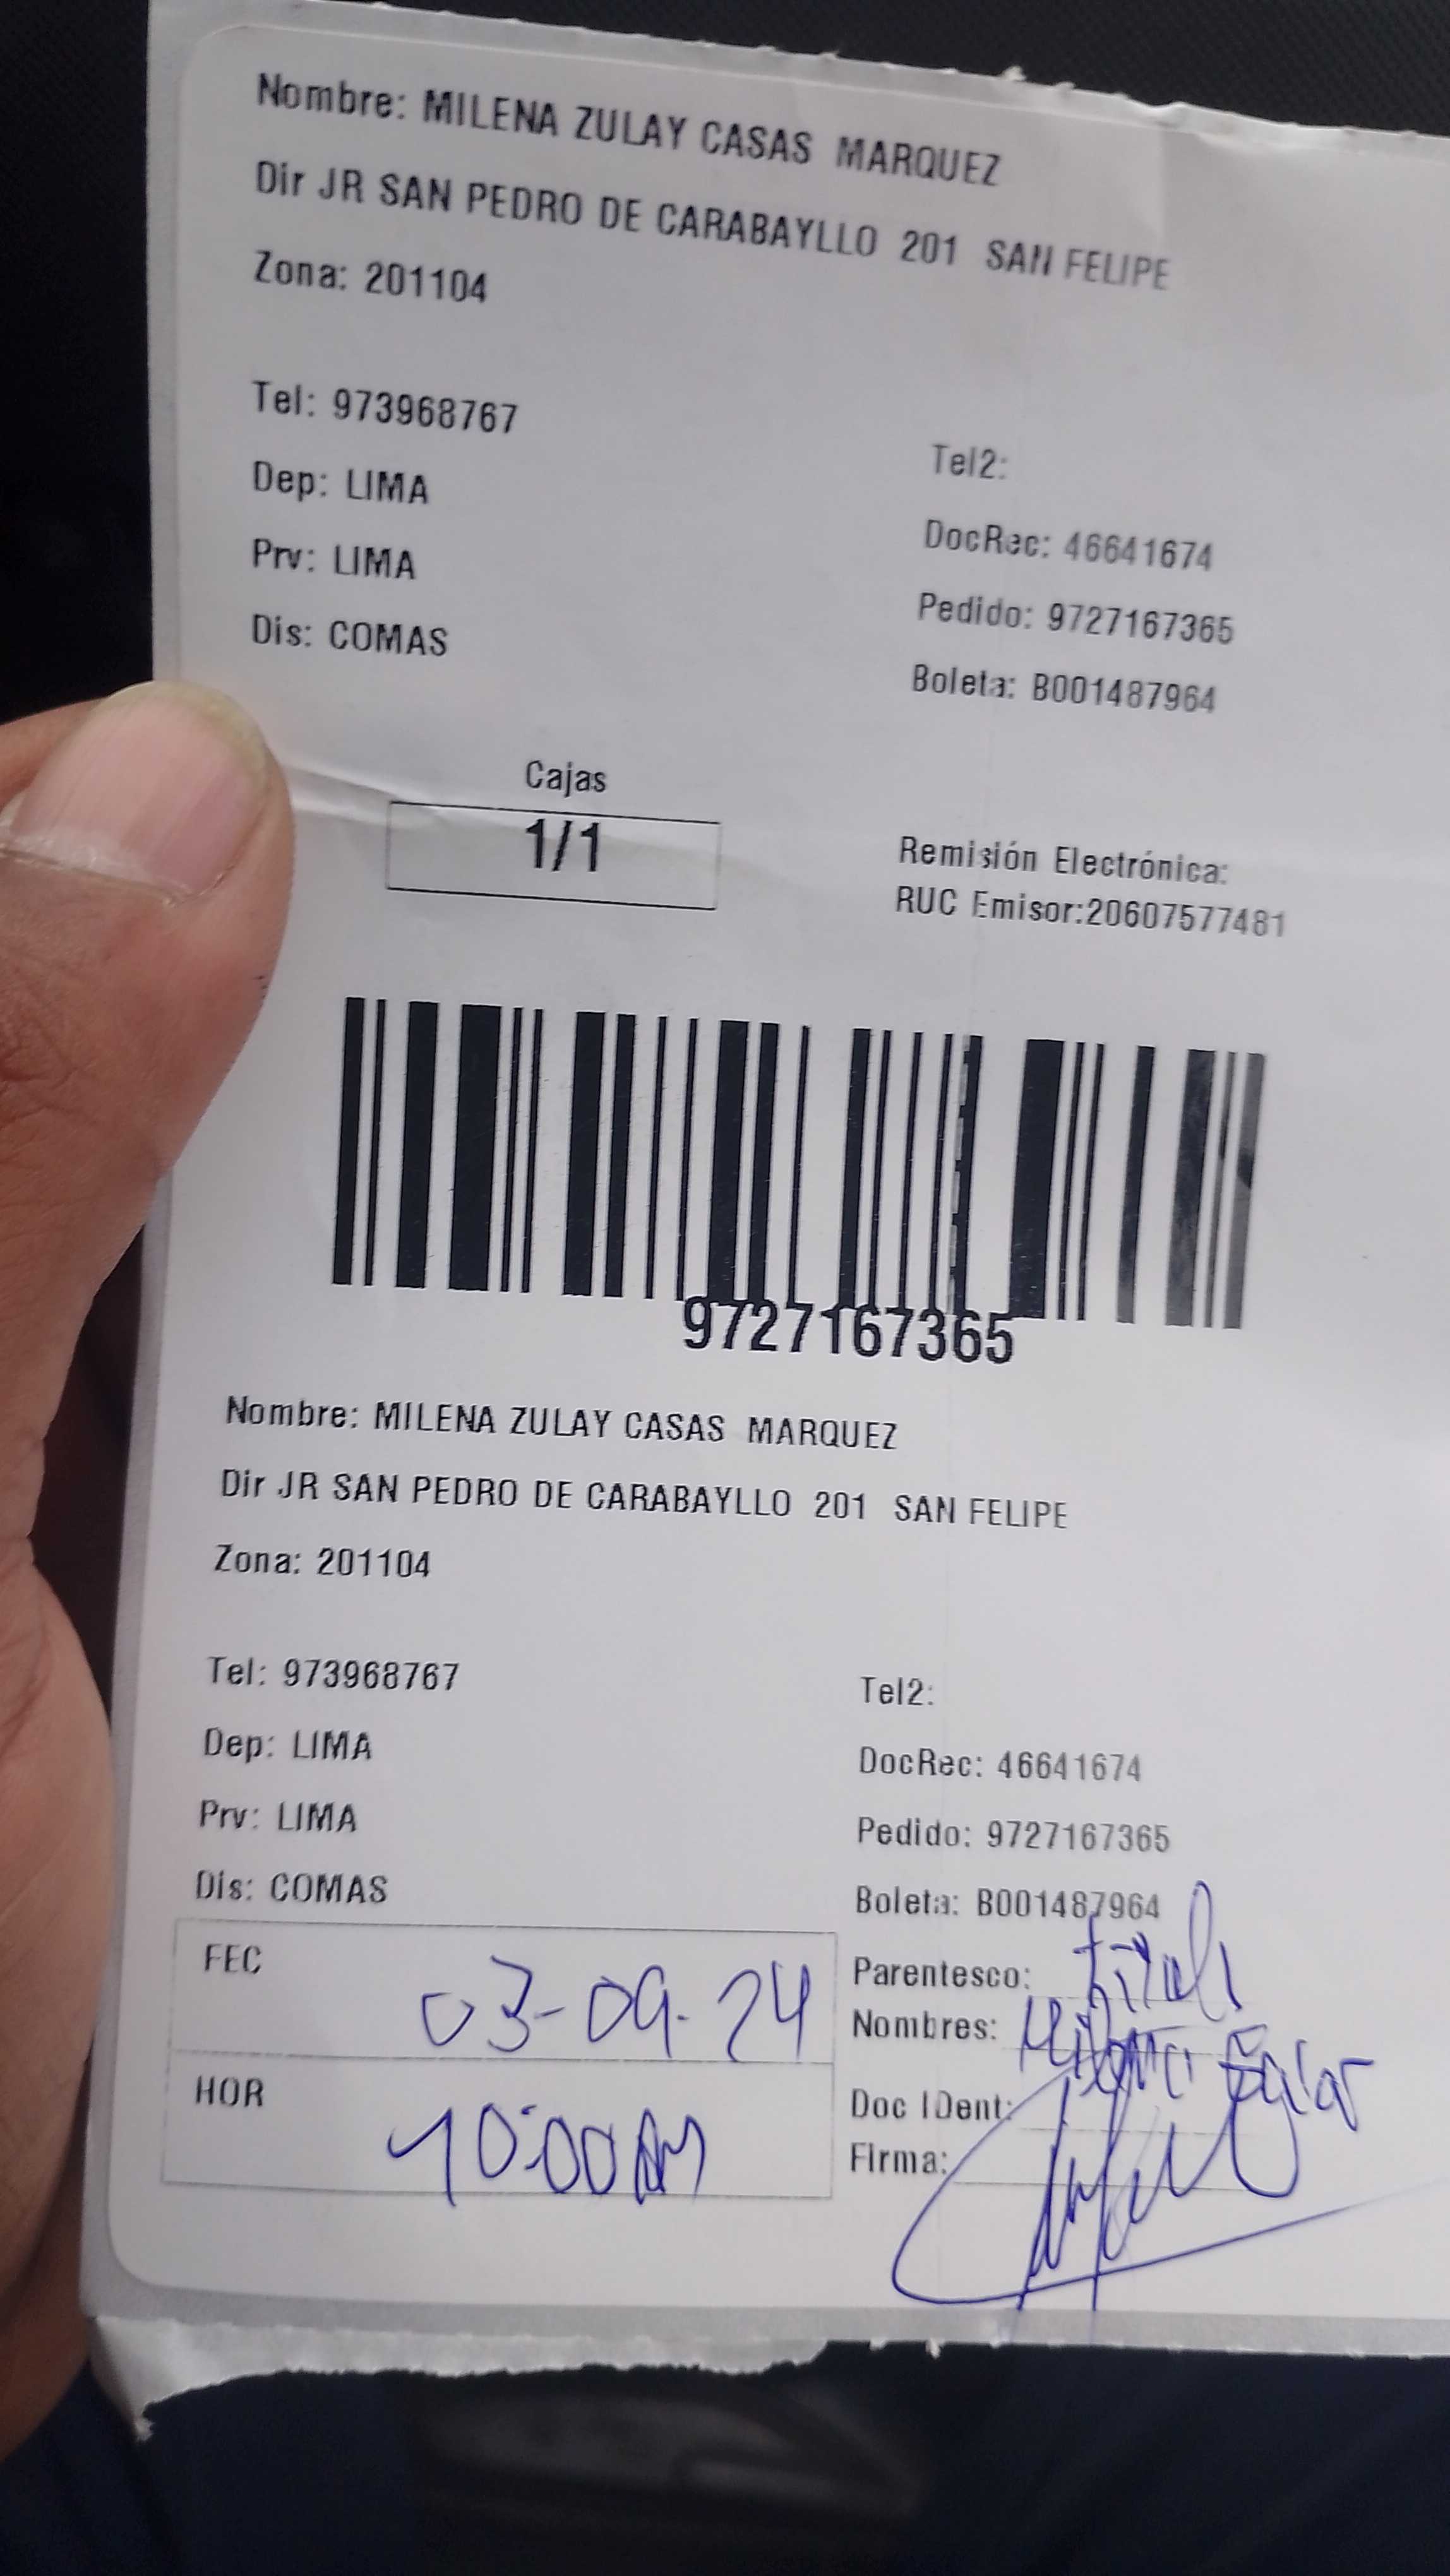 Nombre: MILENA ZULAY CASAS MARQUEZ
Dir JR SAN PEDRO DE CARABAYLLO 201 SAN FELIPE
Zona: 201104
Tel: 973968767
Tel2:
Dep: LIMA
DocRec: 46641674
Prv: LIMA
Pedido: 9727167365
Dis: COMAS
Boleta: B001487964
Cajas
1/1
Remisión Electrónica:
RUC Emisor:20607577481
9727167365
Nombre: MILENA ZULAY CASAS MARQUEZ
Dir JR SAN PEDRO DE CARABAYLLO 201 SAN FELIPE
Zona: 201104
Tel: 973968767
Tel2:
Dep: LIMA
DocRec: 46641674
Prv: LIMA
Pedido: 9727167365
Dis: COMAS
Boleta: B001487964
FEC 03-09-24
Parentesco:
Nombres:
HOR 10:00 AM
Doc IDent:
Firma: